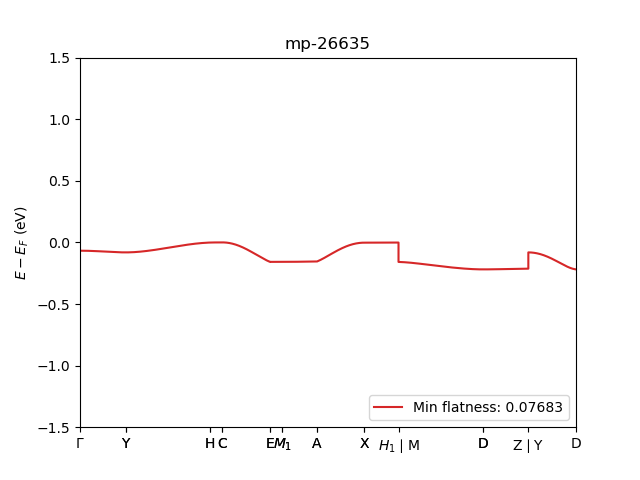 mp-26635
E − E_F (eV)
1.5
1.0
0.5
0.0
−0.5
−1.0
−1.5
Min flatness: 0.07683
Γ Y H C E M_1 A X H_1 | M D Z | Y D